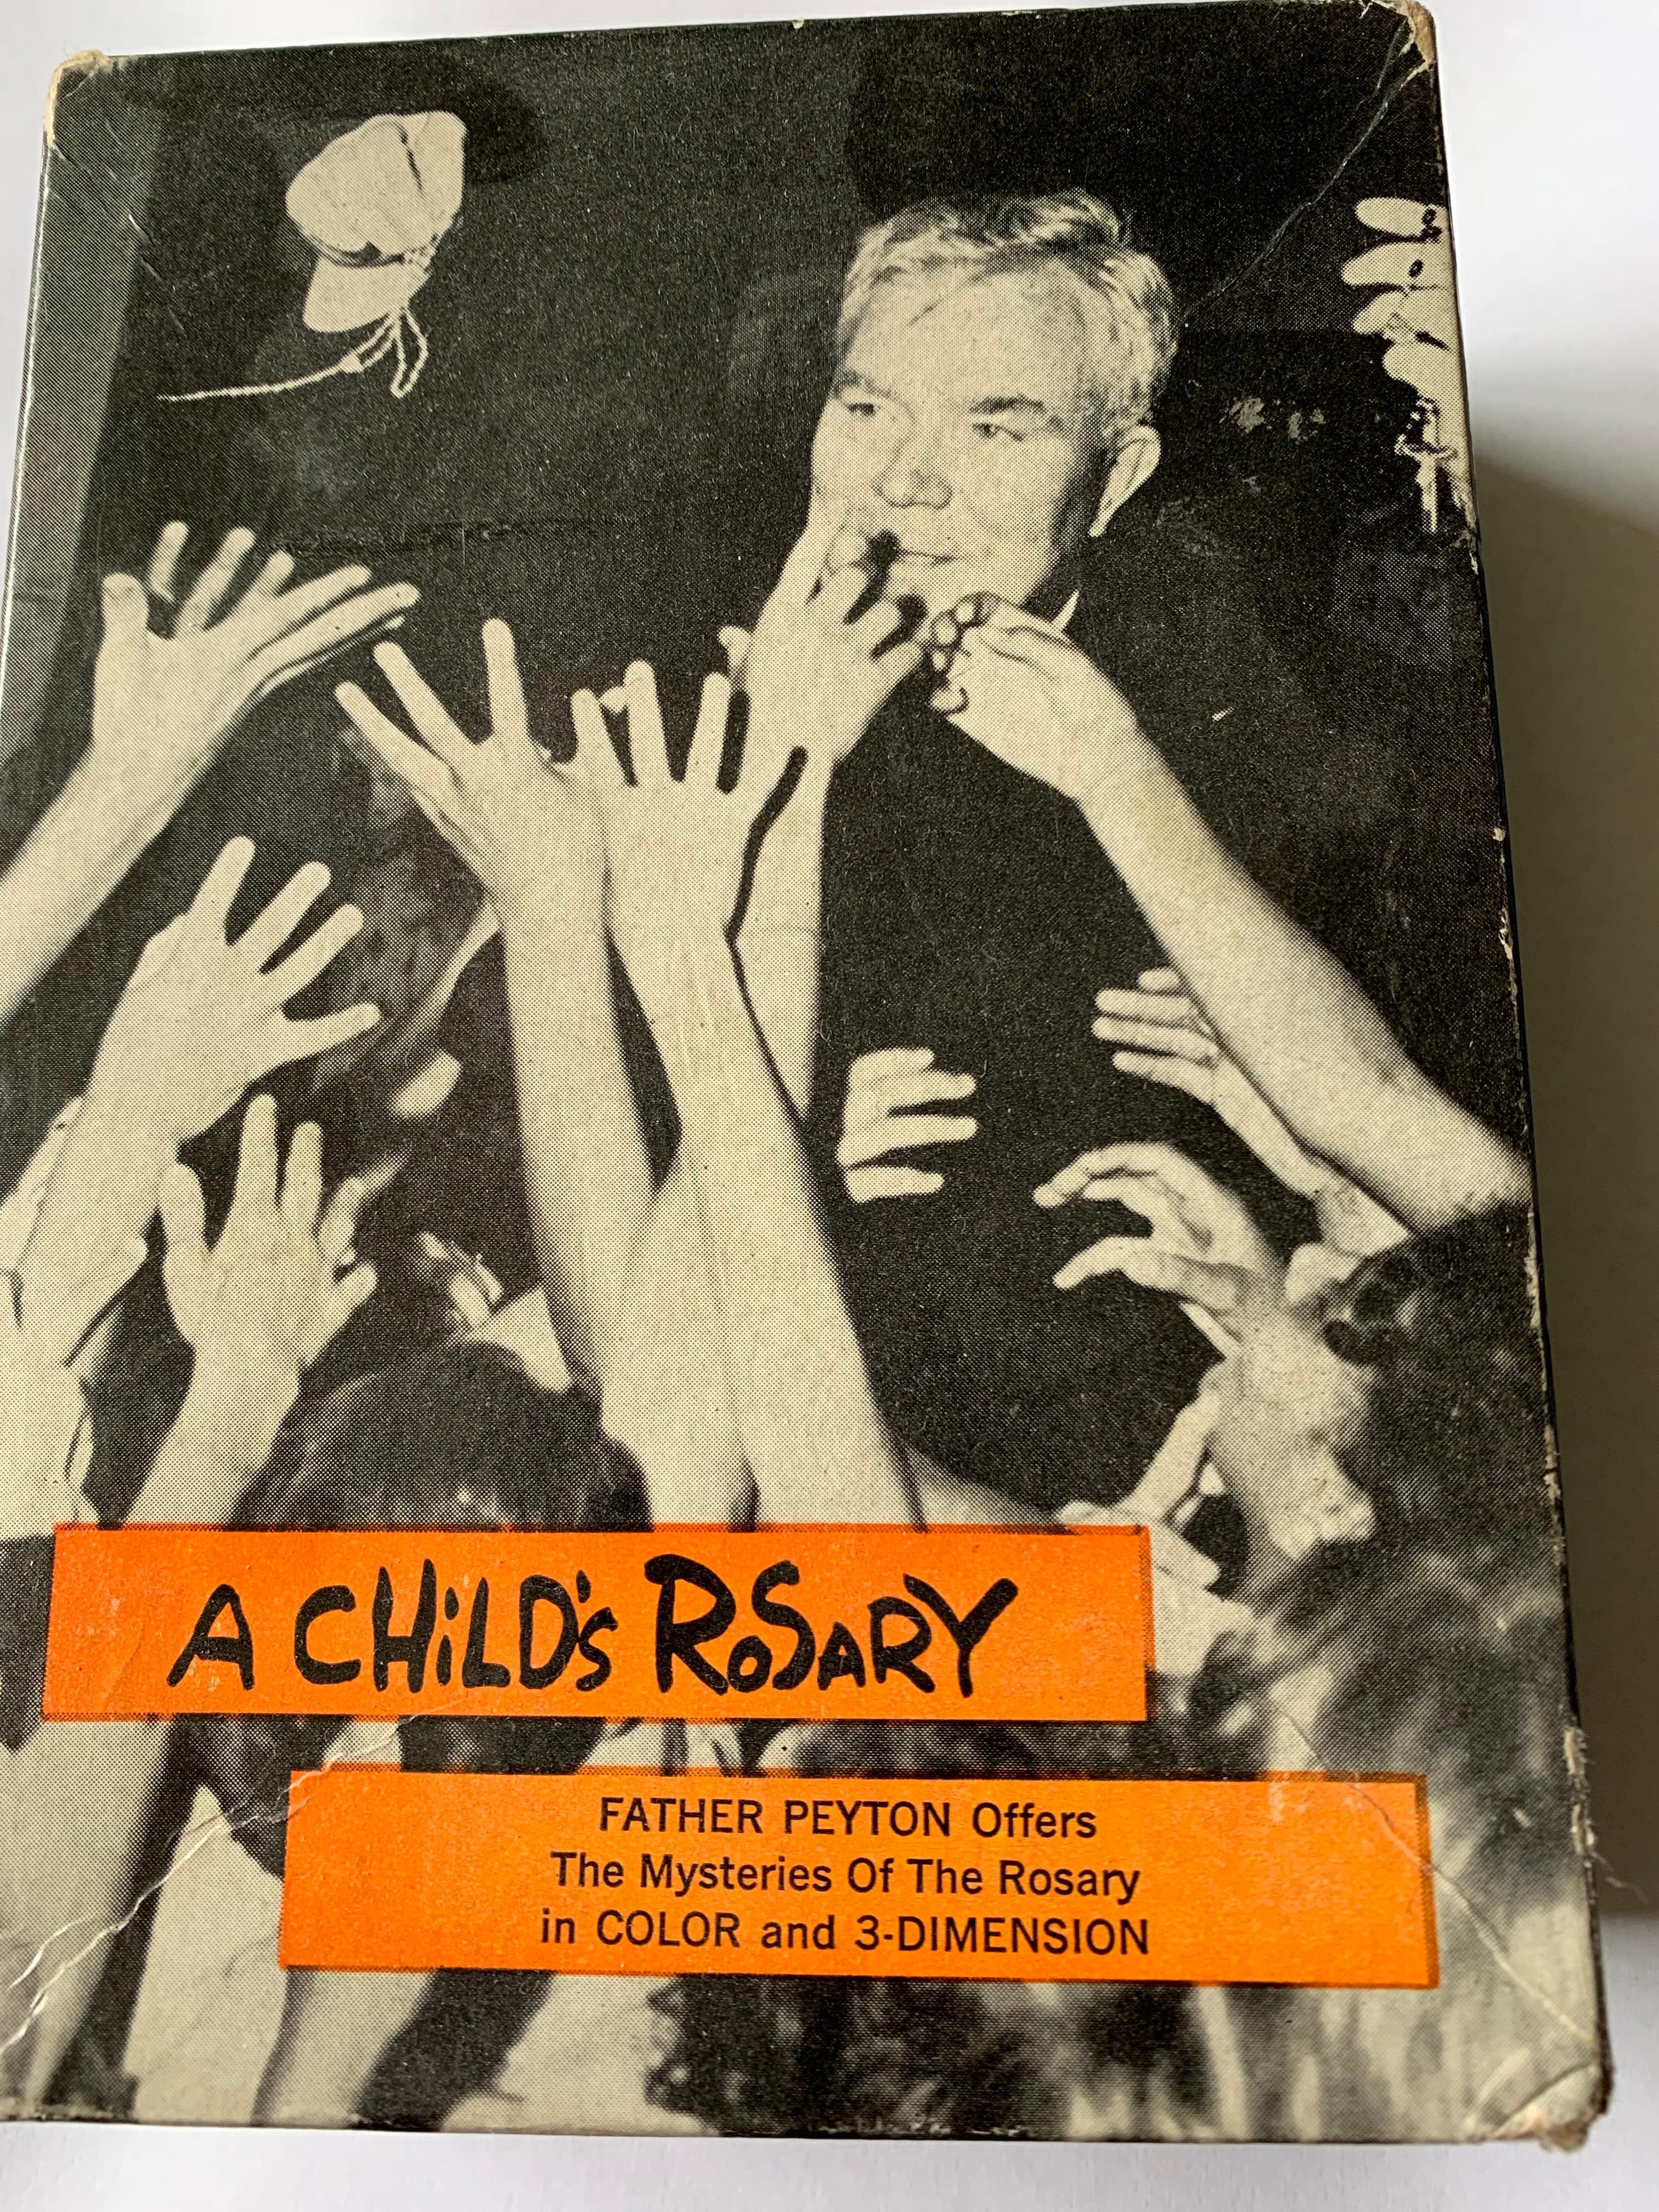 A CHiLD's RoSARY
FATHER PEYTON Offers
The Mysteries Of The Rosary
in COLOR and 3-DIMENSION